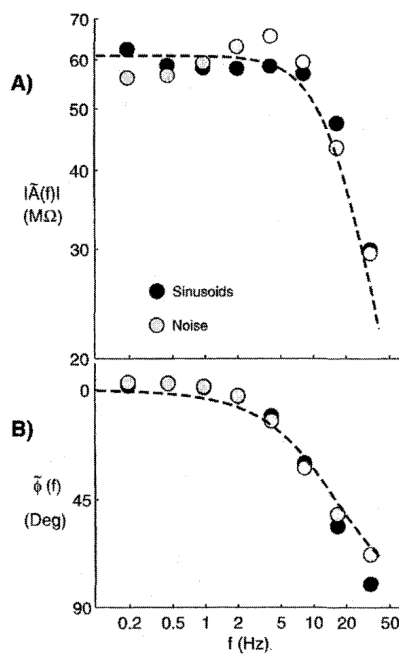 70
A)
60
50
40
|Ã(f)|
(MΩ)
30
Sinusoids
Noise
20
0
B)
φ̃ (f)
45
(Deg)
90
0.2 0.5 1 2 5 10 20 50
f (Hz)